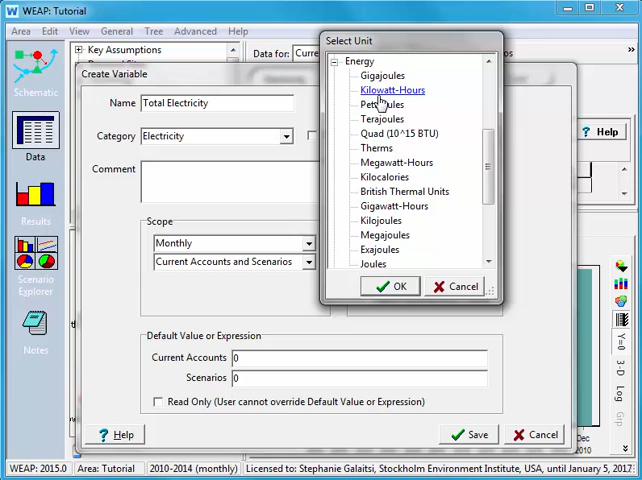 WEAP: Tutorial
Area Edit View General Tree Advanced Help
Key Assumptions
Data for:
Schematic
Data
Results
Scenario
Explorer
Notes
Help
Create Variable
Name Total Electricity
Category Electricity
Comment
Scope
Monthly
Current Accounts and Scenarios
Default Value or Expression
Current Accounts 0
Scenarios 0
Read Only (User cannot override Default Value or Expression)
Help Save Cancel
Select Unit
Energy
Gigajoules
Kilowatt-Hours
Petajoules
Terajoules
Quad (10^15 BTU)
Therms
Megawatt-Hours
Kilocalories
British Thermal Units
Gigawatt-Hours
Kilojoules
Megajoules
Exajoules
Joules
OK Cancel
Y=0
3-D
Log
Grp
Dec
2010
WEAP: 2015.0 Area: Tutorial 2010-2014 (monthly) Licensed to: Stephanie Galaitsi, Stockholm Environment Institute, USA, until January 5, 2017